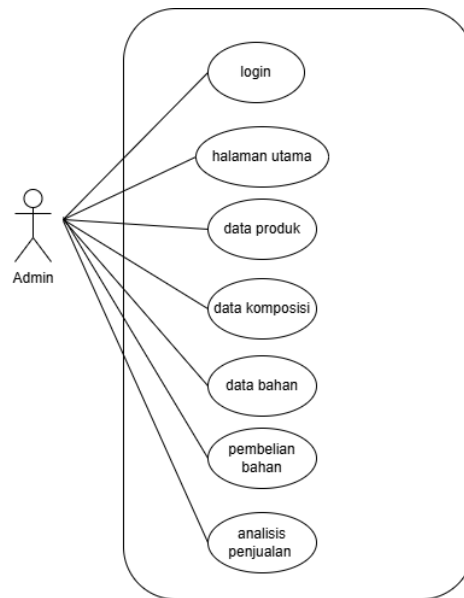 login
halaman utama
data produk
Admin
data komposisi
data bahan
pembelian
bahan
analisis
penjualan